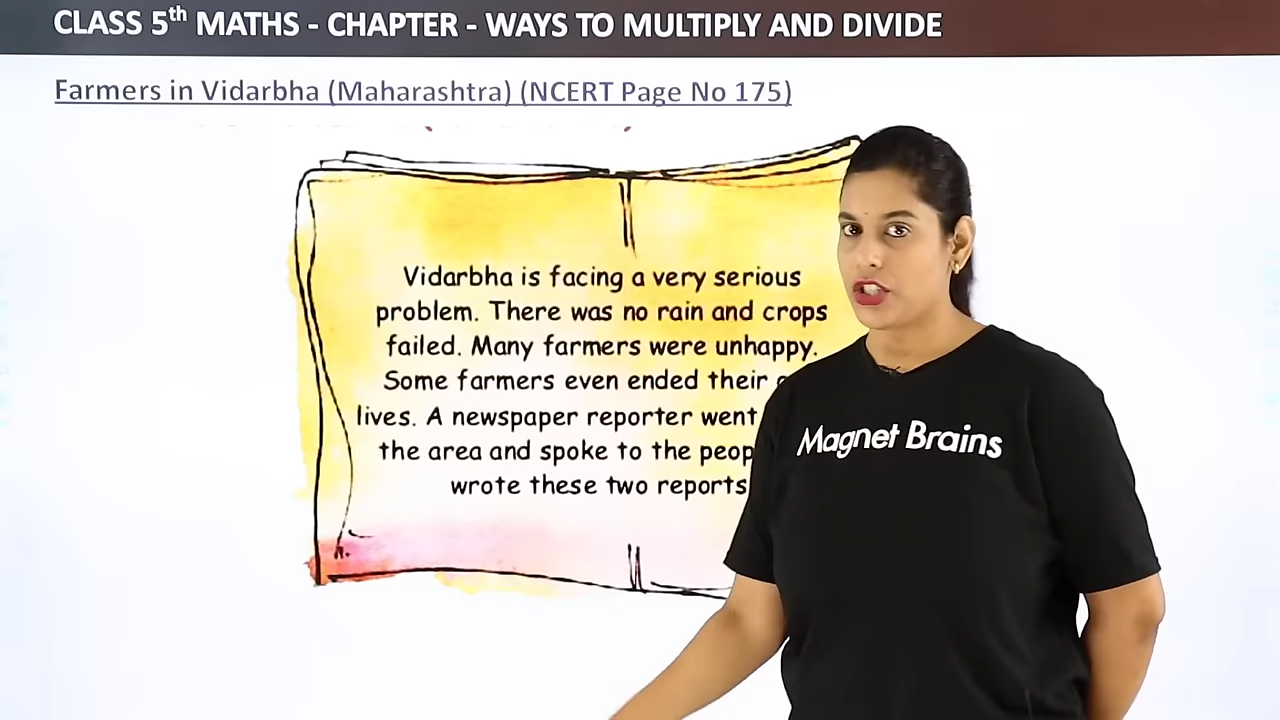 CLASS 5th MATHS - CHAPTER - WAYS TO MULTIPLY AND DIVIDE
Farmers in Vidarbha (Maharashtra) (NCERT Page No 175)
Vidarbha is facing a very serious
problem. There was no rain and crops
failed. Many farmers were unhappy.
Some farmers even ended their
lives. A newspaper reporter went
the area and spoke to the
wrote these two reports
Magnet Brains